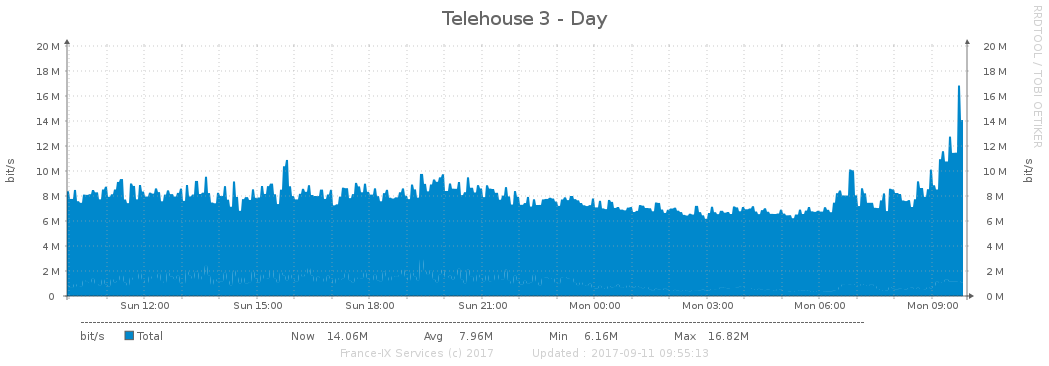 Telehouse 3 - Day
RRDTOOL / TOBI OETIKER
bit/s
20 M 20 M
18 M 18 M
16 M 16 M
14 M 14 M
12 M 12 M
10 M 10 M
8 M 8 M
6 M 6 M
4 M 4 M
2 M 2 M
0 0 M
bit/s
Sun 12:00 Sun 15:00 Sun 18:00 Sun 21:00 Mon 00:00 Mon 03:00 Mon 06:00 Mon 09:00
bit/s Total Now 14.06M Avg 7.96M Min 6.16M Max 16.82M
France-IX Services (c) 2017 Updated : 2017-09-11 09:55:13